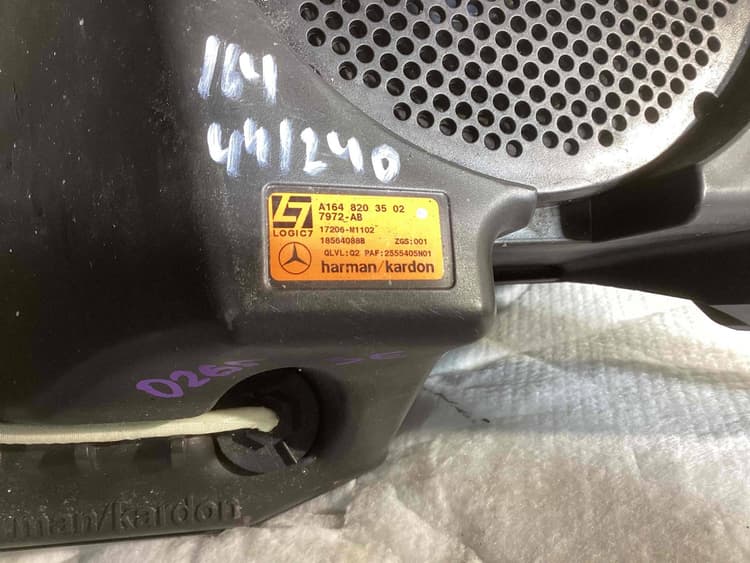 164
441240
A164 820 35 02
7972-AB
LOGIC7
17206-M1102
18564088B ZGS:001
QLVL:02 PAF:2555405N01
harman/kardon
man/kardon